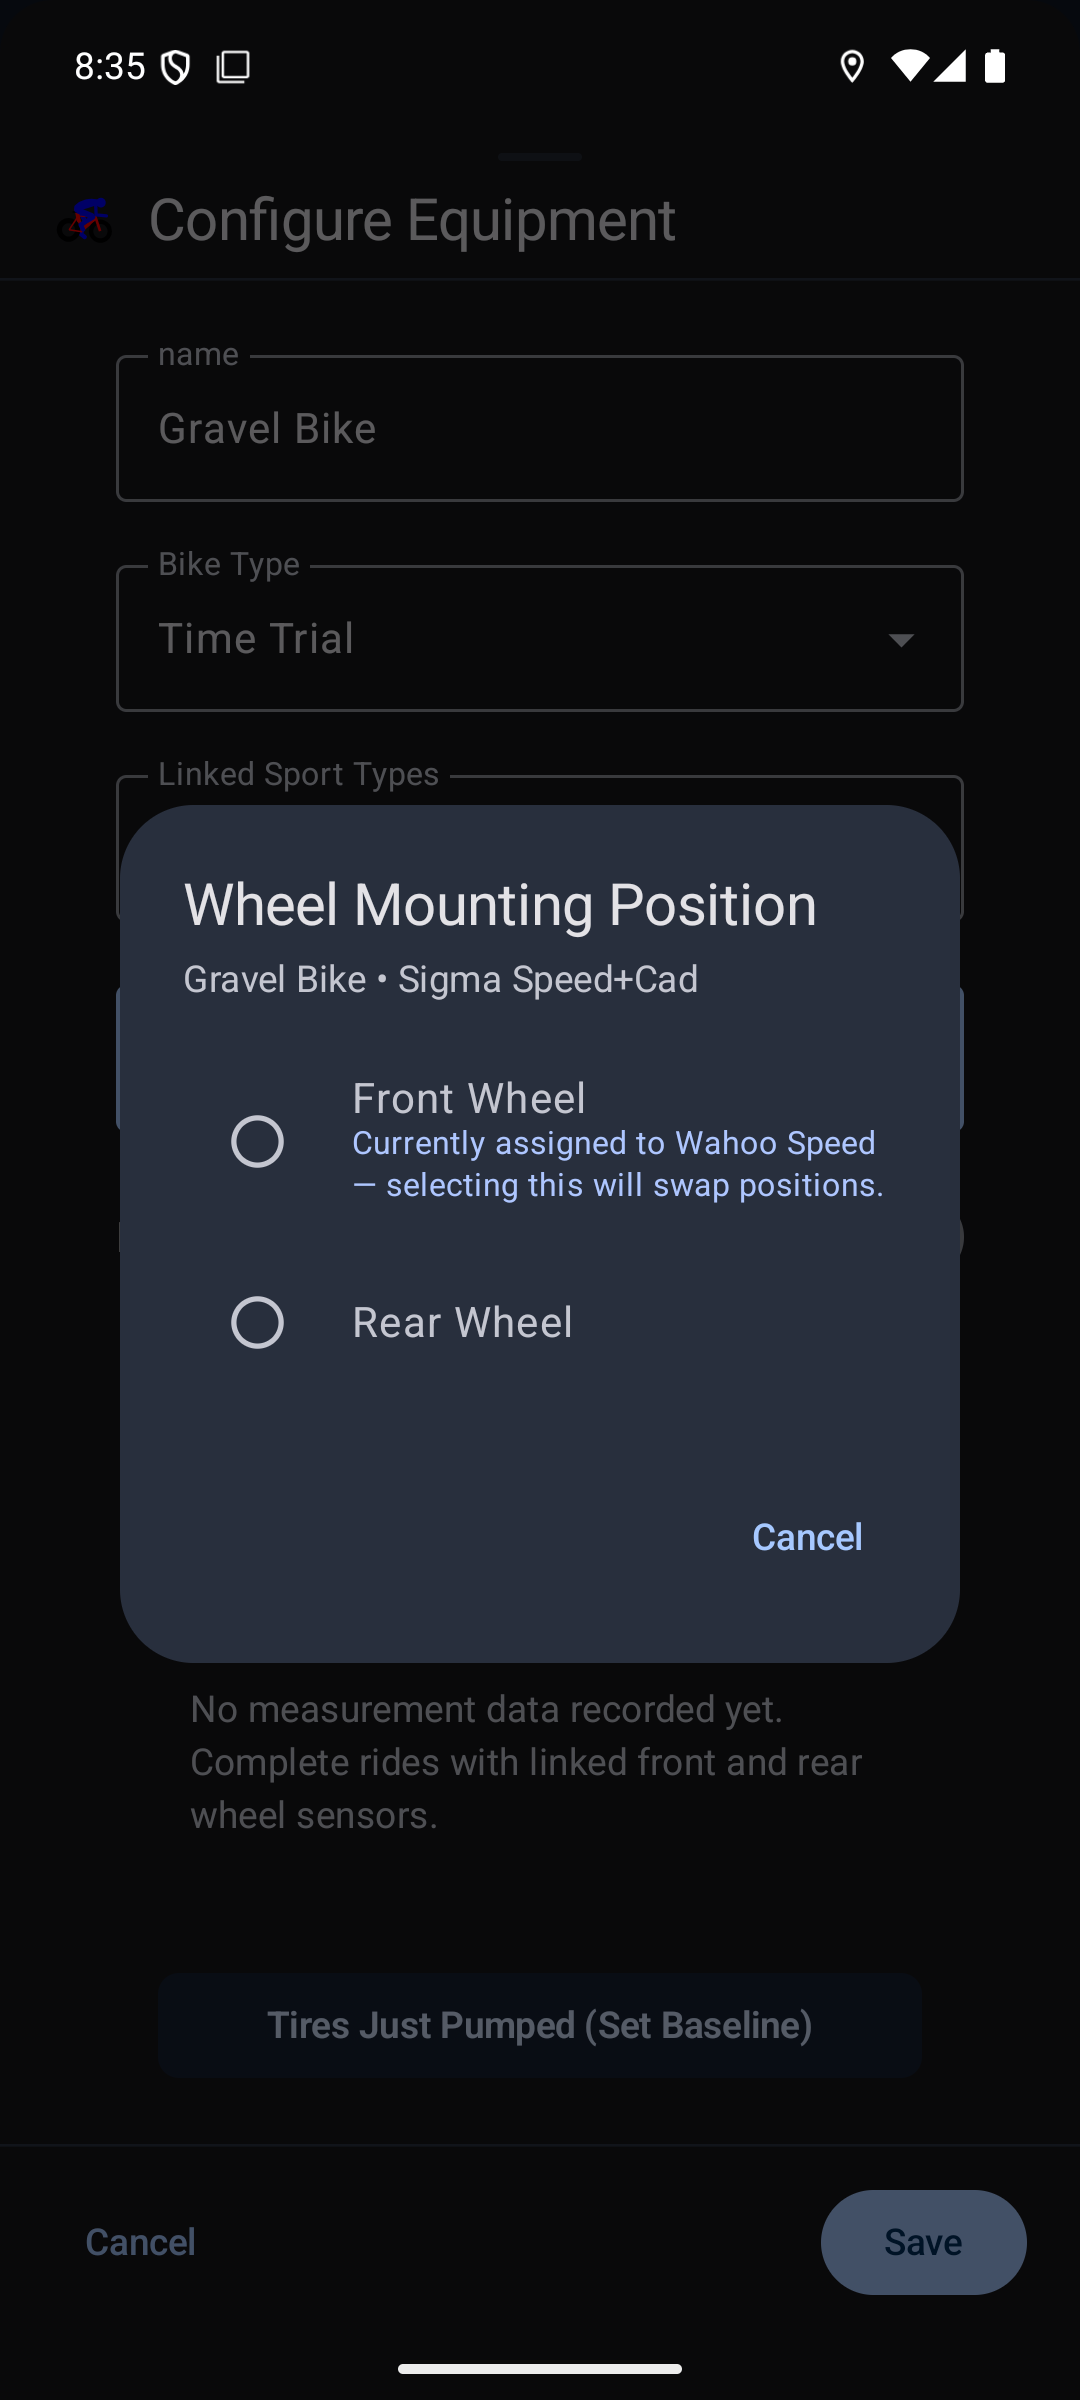 8:35
Configure Equipment
name
Gravel Bike
Bike Type
Time Trial
Linked Sport Types
Wheel Mounting Position
Gravel Bike • Sigma Speed+Cad
Front Wheel
Currently assigned to Wahoo Speed
— selecting this will swap positions.
Rear Wheel
Cancel
No measurement data recorded yet.
Complete rides with linked front and rear
wheel sensors.
Tires Just Pumped (Set Baseline)
Cancel
Save